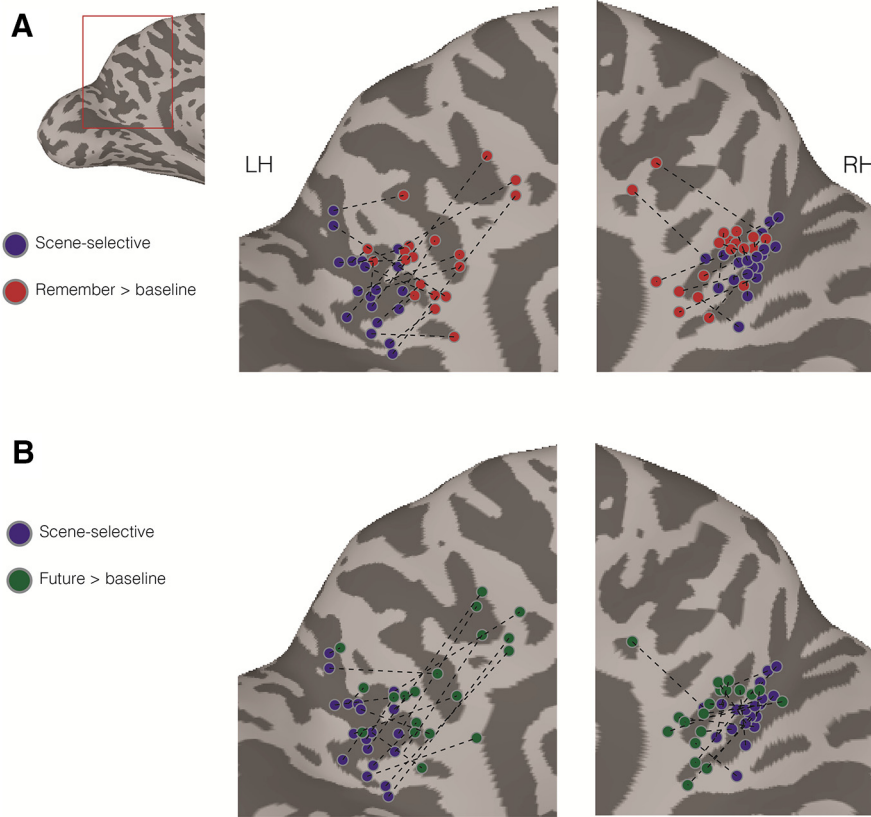 A
LH
RH
Scene-selective
Remember > baseline
B
Scene-selective
Future > baseline